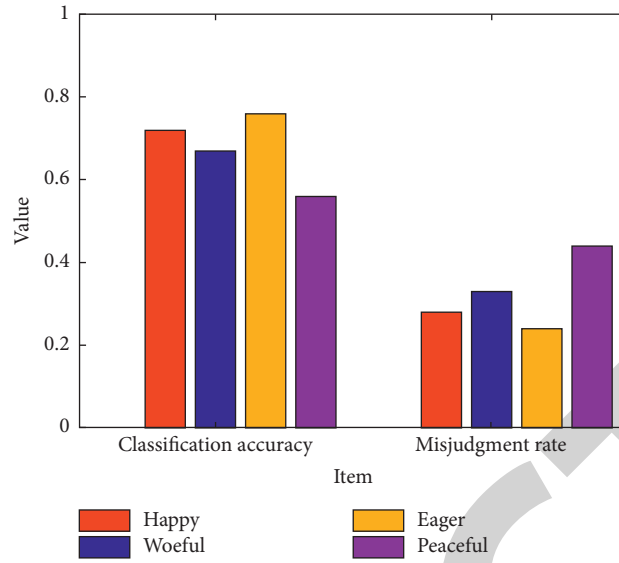 1
0.8
0.6
0.4
0.2
0
Value
Classification accuracy
Misjudgment rate
Item
Happy
Eager
Woeful
Peaceful